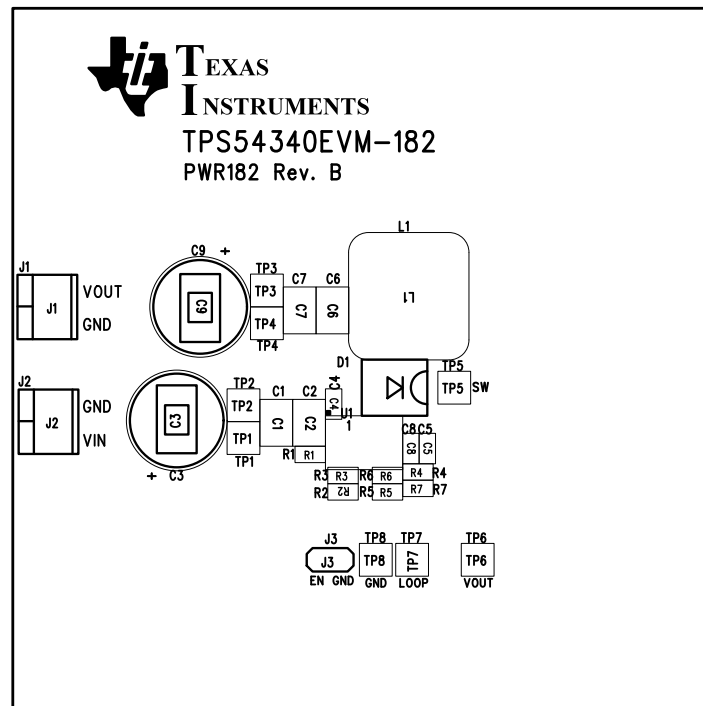 TEXAS
INSTRUMENTS
TPS54340EVM-182
PWR182 Rev. B
L1
C9 +
J1
TP3 C7 C6
VOUT
TP3
J1
C9
C7
C6
L1
GND
TP4
TP4
D1
TP5
J2
TP2 C1 C2 C4
TP5 SW
GND
TP2
C4
J2
C3
C1
C2
U1
1
VIN
TP1
TP1
R1 R1
C8 C5
C8
C5
+ C3
R3 R3 R6 R6 R4 R4
R2 R2 R5 R5 R7 R7
J3 TP8 TP7 TP6
J3 TP8 TP7 TP6
EN GND GND LOOP VOUT